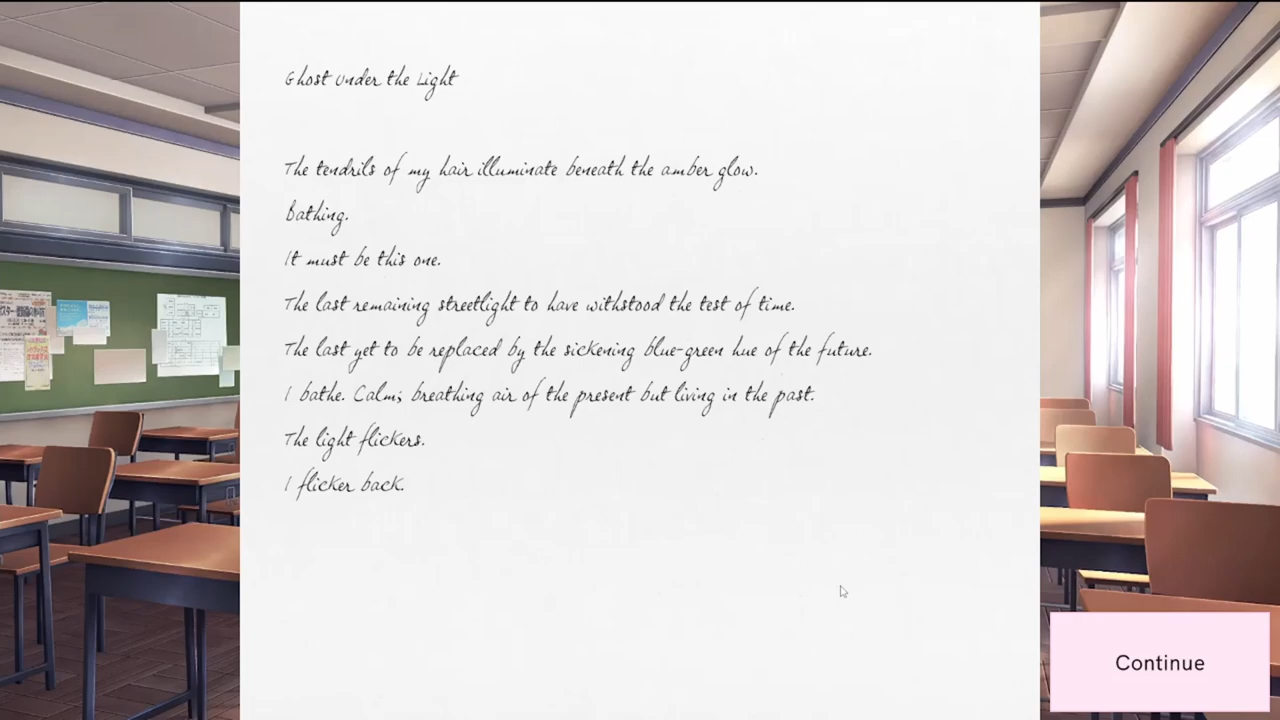 Ghost Under the Light
The tendrils of my hair illuminate beneath the amber glow.
Bathing.
It must be this one.
The last remaining streetlight to have withstood the test of time.
The last yet to be replaced by the sickening blue-green hue of the future.
I bathe. Calm; breathing air of the present but living in the past.
The light flickers.
I flicker back.
Continue